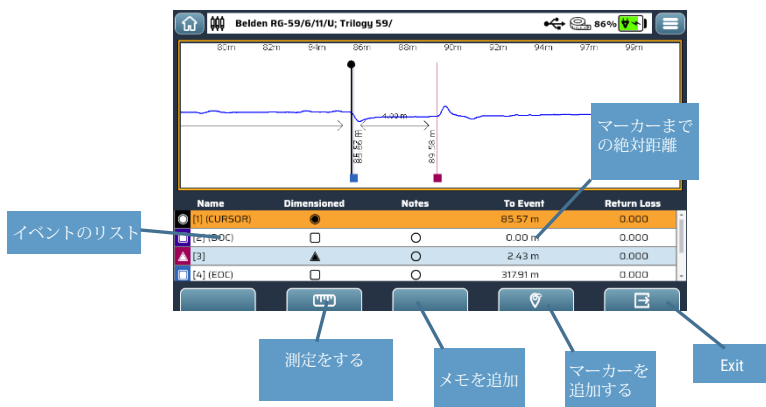 Belden RG-59/6/11/U; Trilogy 59/
86%
80m 82m 84m 86m 88m 90m 92m 94m 97m 99m
4.00 m
85.57 m
89.58 m
マーカーまで
の絶対距離
Name Dimensioned Notes To Event Return Loss
[1] (CURSOR) 85.57 m 0.000
イベントのリスト
[2] (BOC) 0.00 m 0.000
[3] 2.43 m 0.000
[4] (EOC) 317.91 m 0.000
測定をする
メモを追加
マーカーを
追加する
Exit